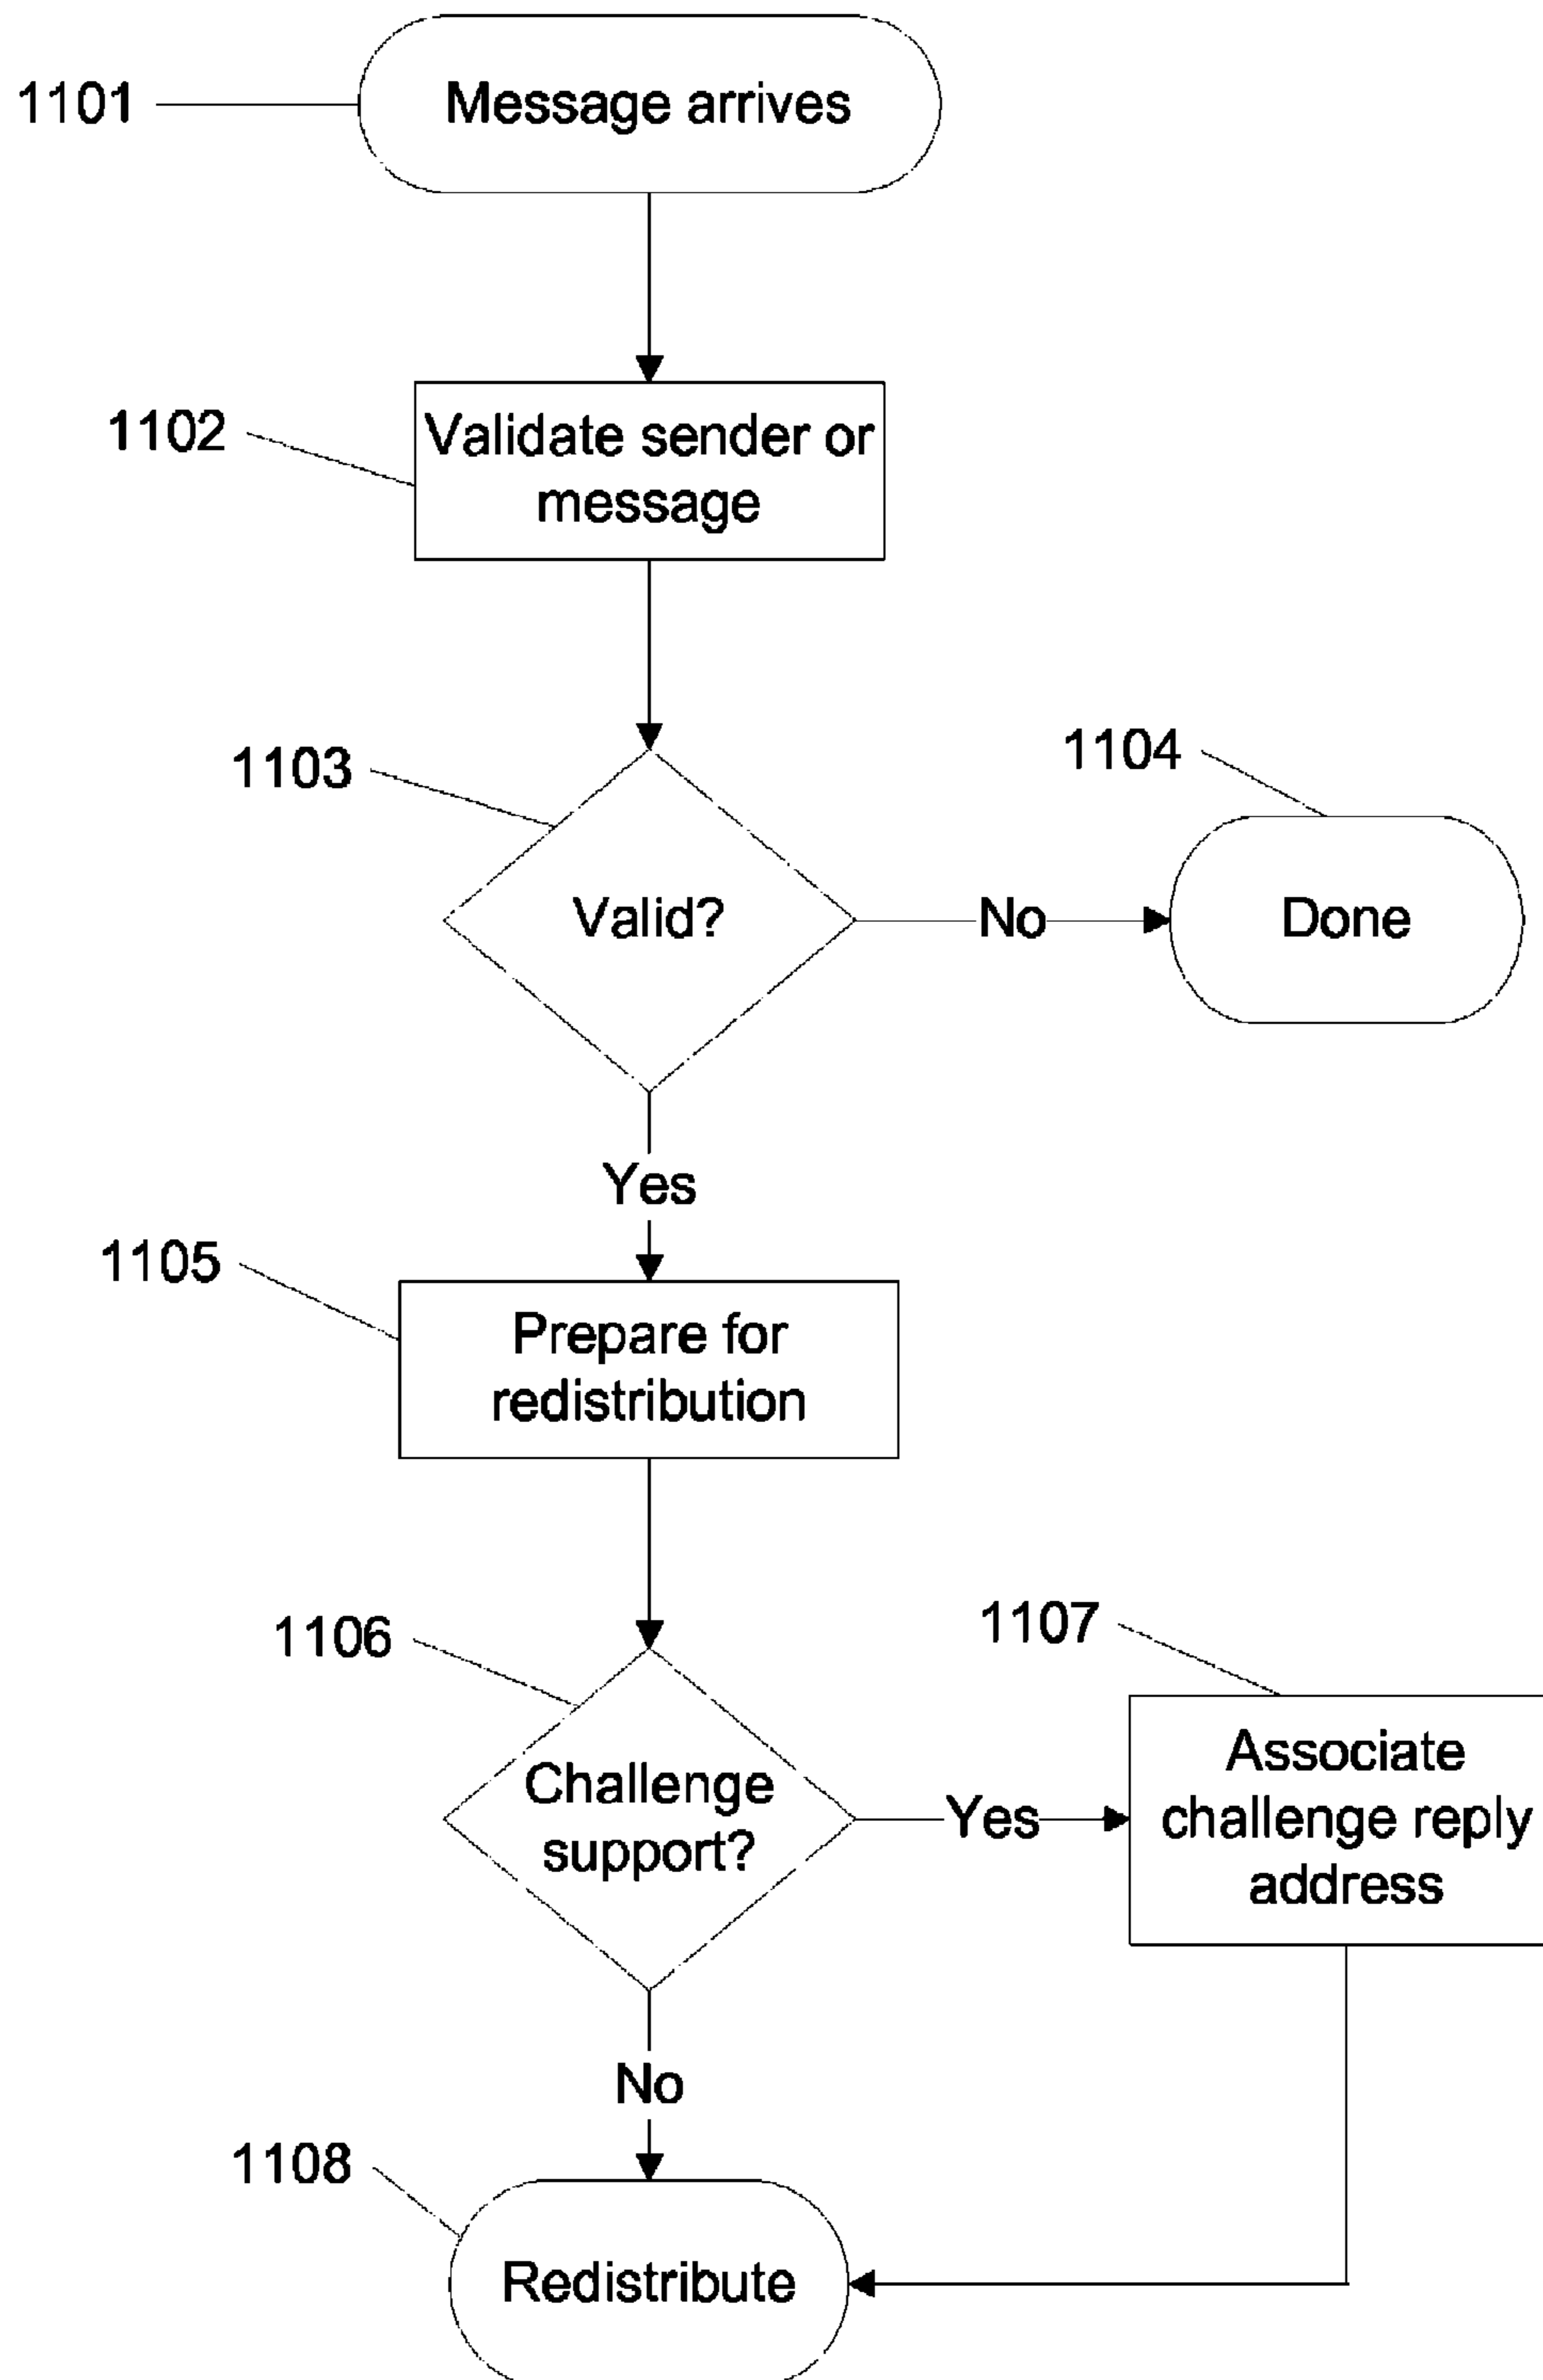 1101
Message arrives
1102
Validate sender or
message
1103
Valid?
No
1104
Done
Yes
1105
Prepare for
redistribution
1106
Challenge
support?
Yes
1107
Associate
challenge reply
address
No
1108
Redistribute